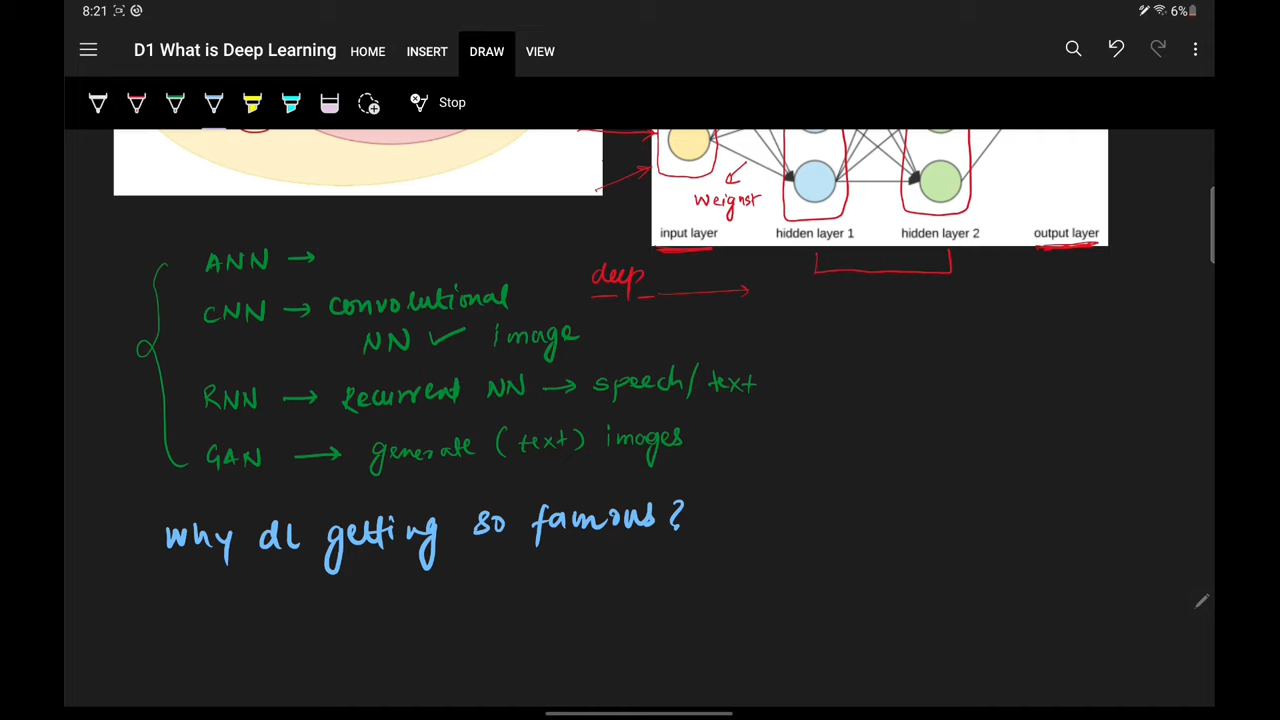 8:21
6%
D1 What is Deep Learning HOME INSERT DRAW VIEW
Stop
weignst
input layer hidden layer 1 hidden layer 2 output layer
deep
ANN →
CNN → convolutional
NN ✓ image
RNN → Recurrent NN → speech/text
GAN → generate (text) images
why dL getting so famous?